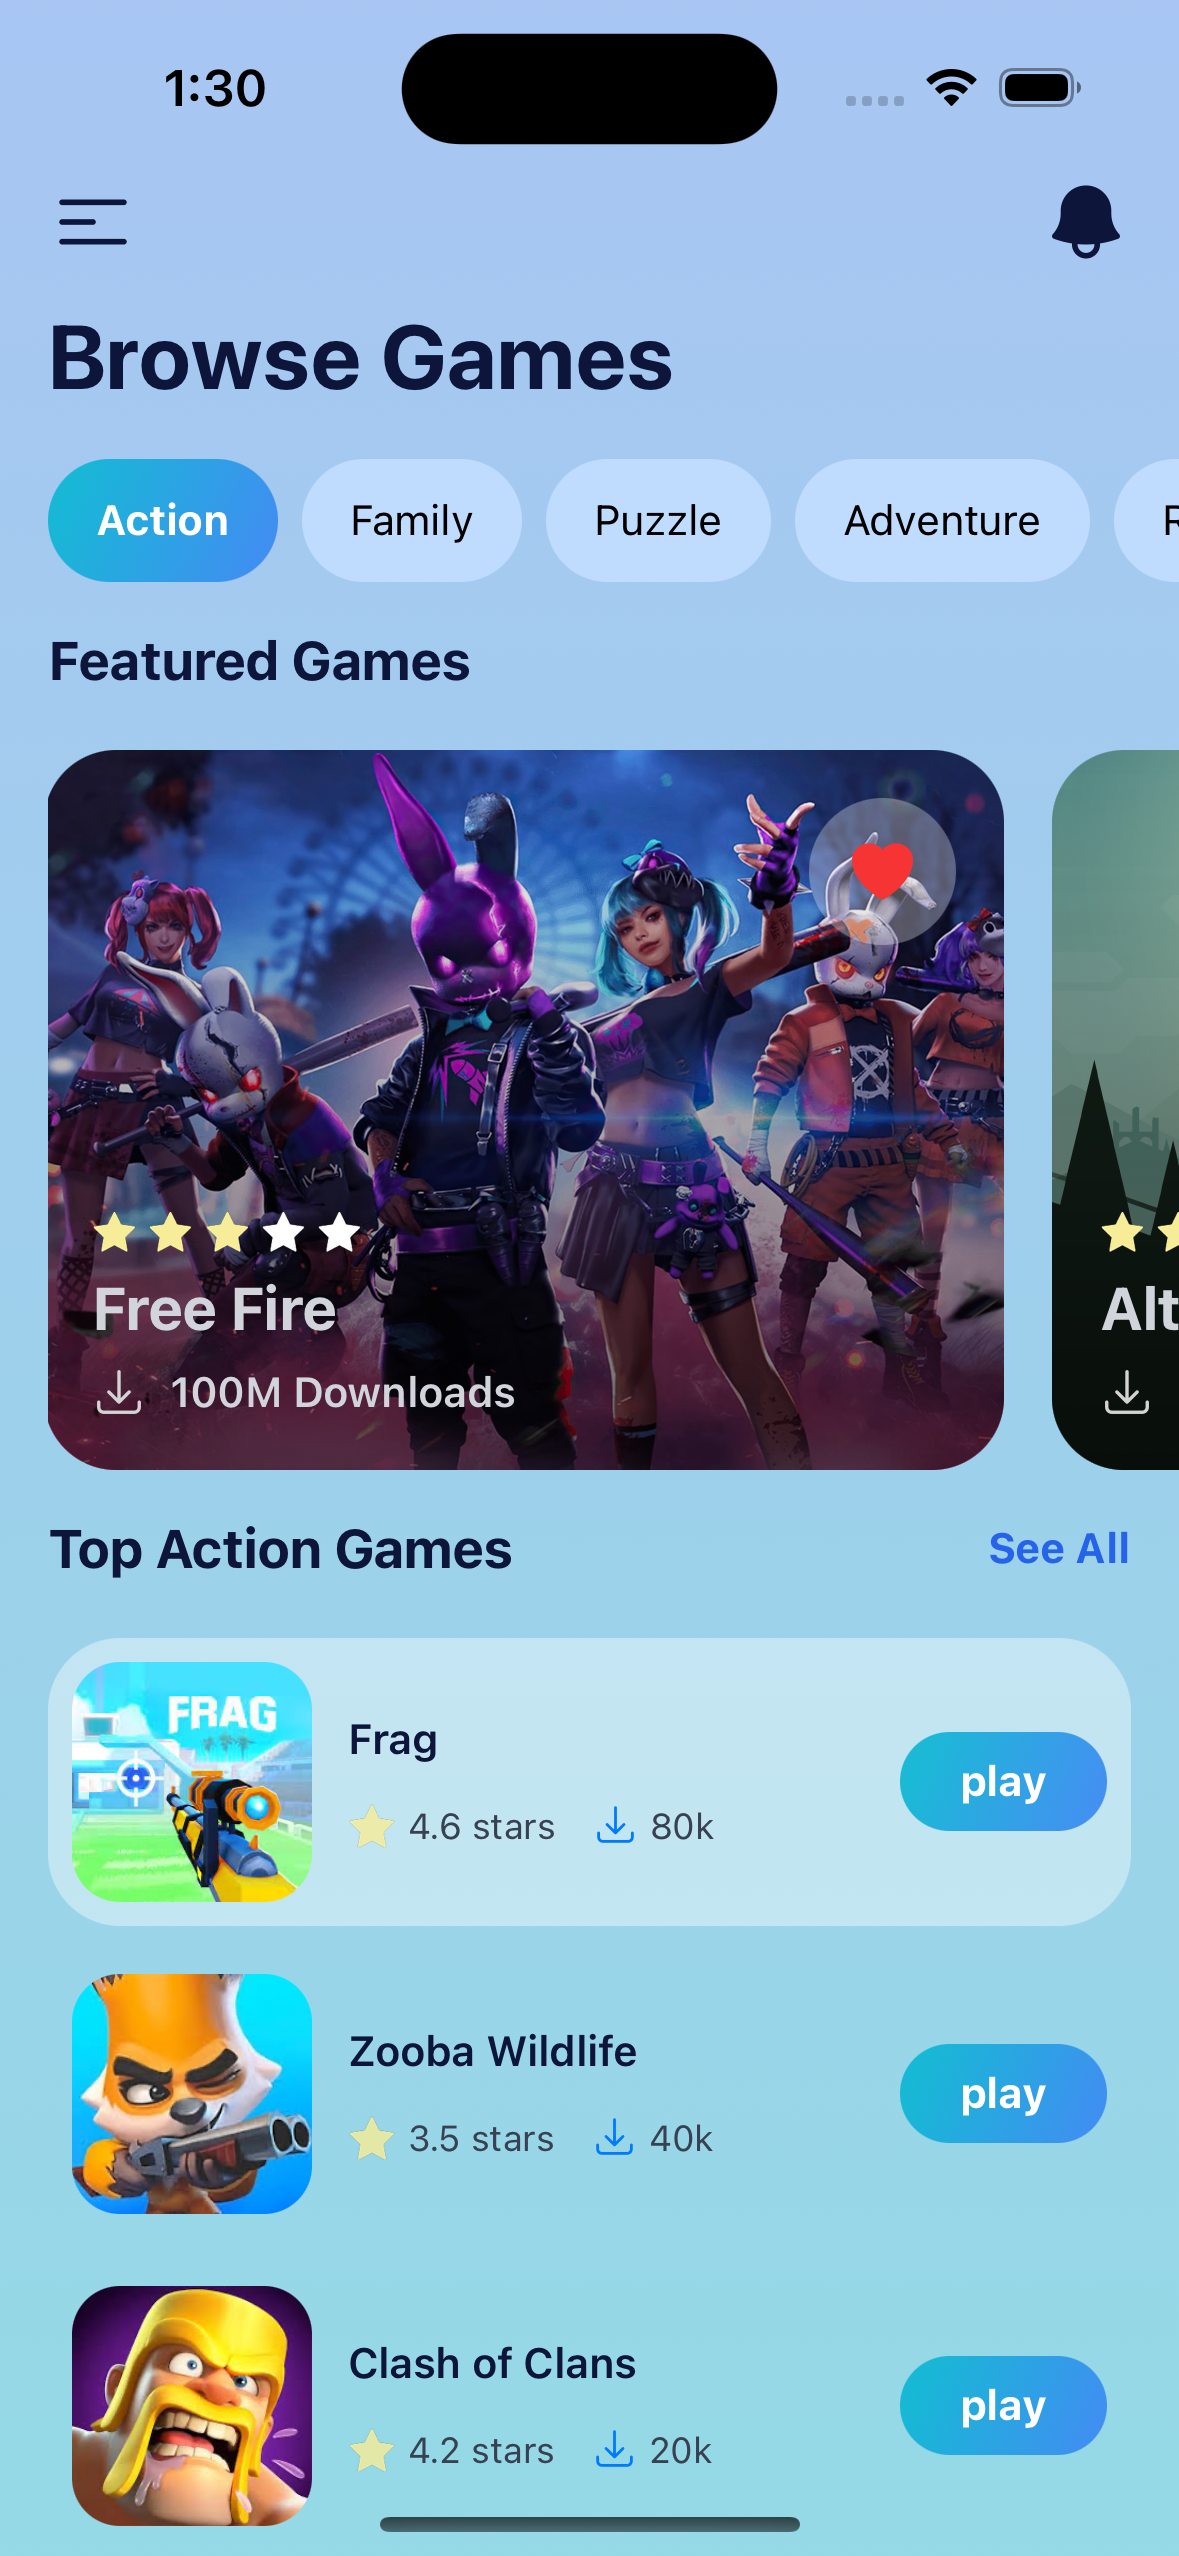 1:30
Browse Games
Action
Family
Puzzle
Adventure
R
Featured Games
Free Fire
100M Downloads
Alt
Top Action Games
See All
FRAG
Frag
4.6 stars
80k
play
Zooba Wildlife
3.5 stars
40k
play
Clash of Clans
4.2 stars
20k
play